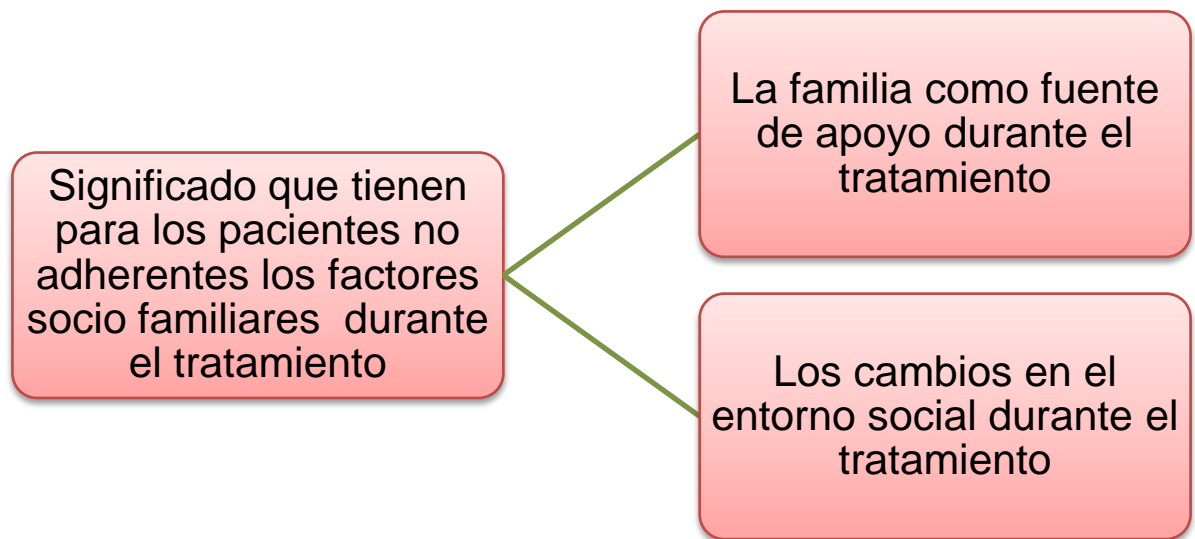 Significado que tienen
para los pacientes no
adherentes los factores
socio familiares durante
el tratamiento
La familia como fuente
de apoyo durante el
tratamiento
Los cambios en el
entorno social durante el
tratamiento